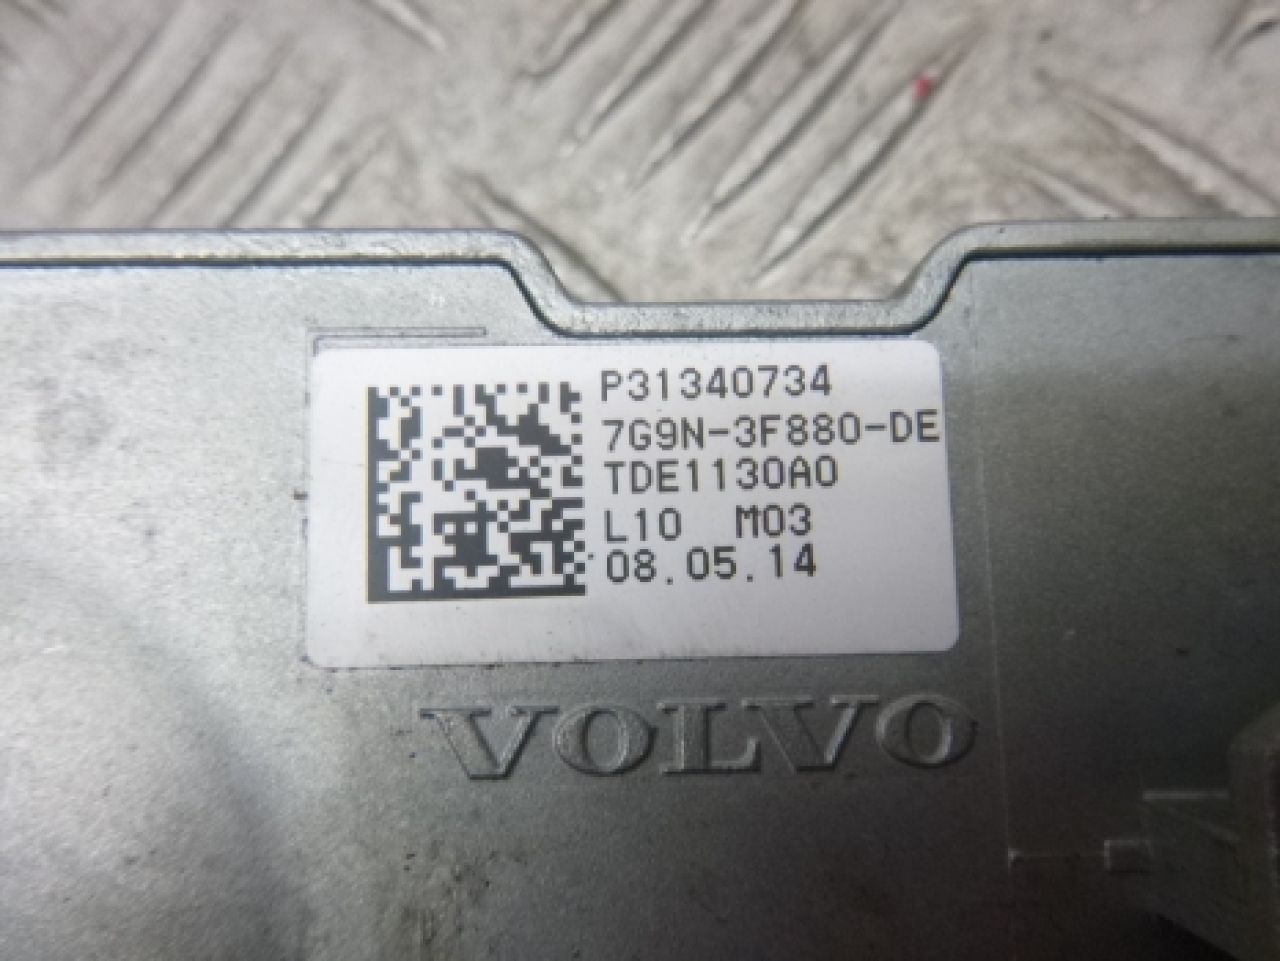 P31340734
7G9N-3F880-DE
TDE1130A0
L10 M03
08.05.14
VOLVO